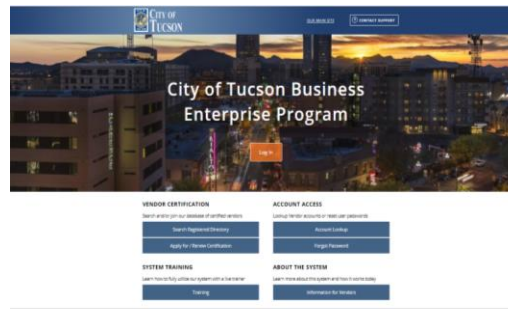 CITY OF
TUCSON
OUR MAIN SITE
CONTACT SUPPORT
City of Tucson Business
Enterprise Program
Log In
VENDOR CERTIFICATION
Search and/or join our database of certified vendors
Search Registered Directory
Apply for / Renew Certification
ACCOUNT ACCESS
Lookup vendor accounts or reset user passwords
Account Lookup
Forgot Password
SYSTEM TRAINING
Learn how to fully utilize our system with a live trainer
Training
ABOUT THE SYSTEM
Learn more about this system and how it works today
Information for Vendors